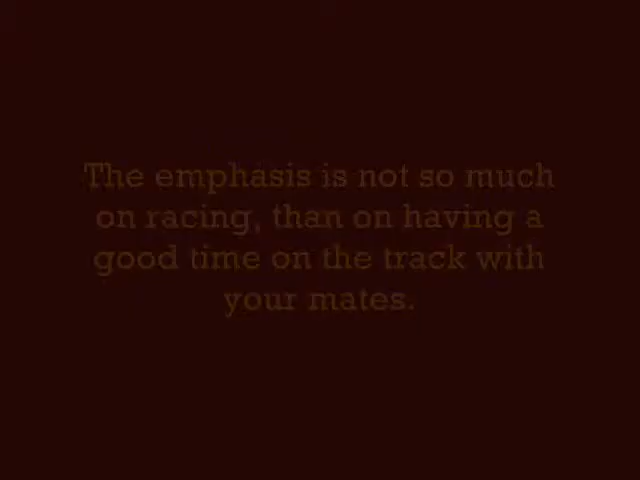 The emphasis is not so much
on racing, than on having a
good time on the track with
your mates.